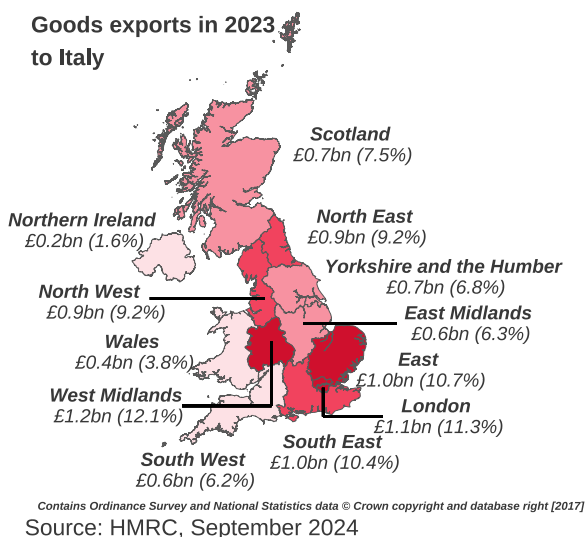 Goods exports in 2023
to Italy
Scotland
£0.7bn (7.5%)
Northern Ireland
£0.2bn (1.6%)
North East
£0.9bn (9.2%)
Yorkshire and the Humber
£0.7bn (6.8%)
North West
£0.9bn (9.2%)
East Midlands
£0.6bn (6.3%)
Wales
£0.4bn (3.8%)
East
£1.0bn (10.7%)
West Midlands
£1.2bn (12.1%)
London
£1.1bn (11.3%)
South East
£1.0bn (10.4%)
South West
£0.6bn (6.2%)
Contains Ordinance Survey and National Statistics data © Crown copyright and database right [2017]
Source: HMRC, September 2024